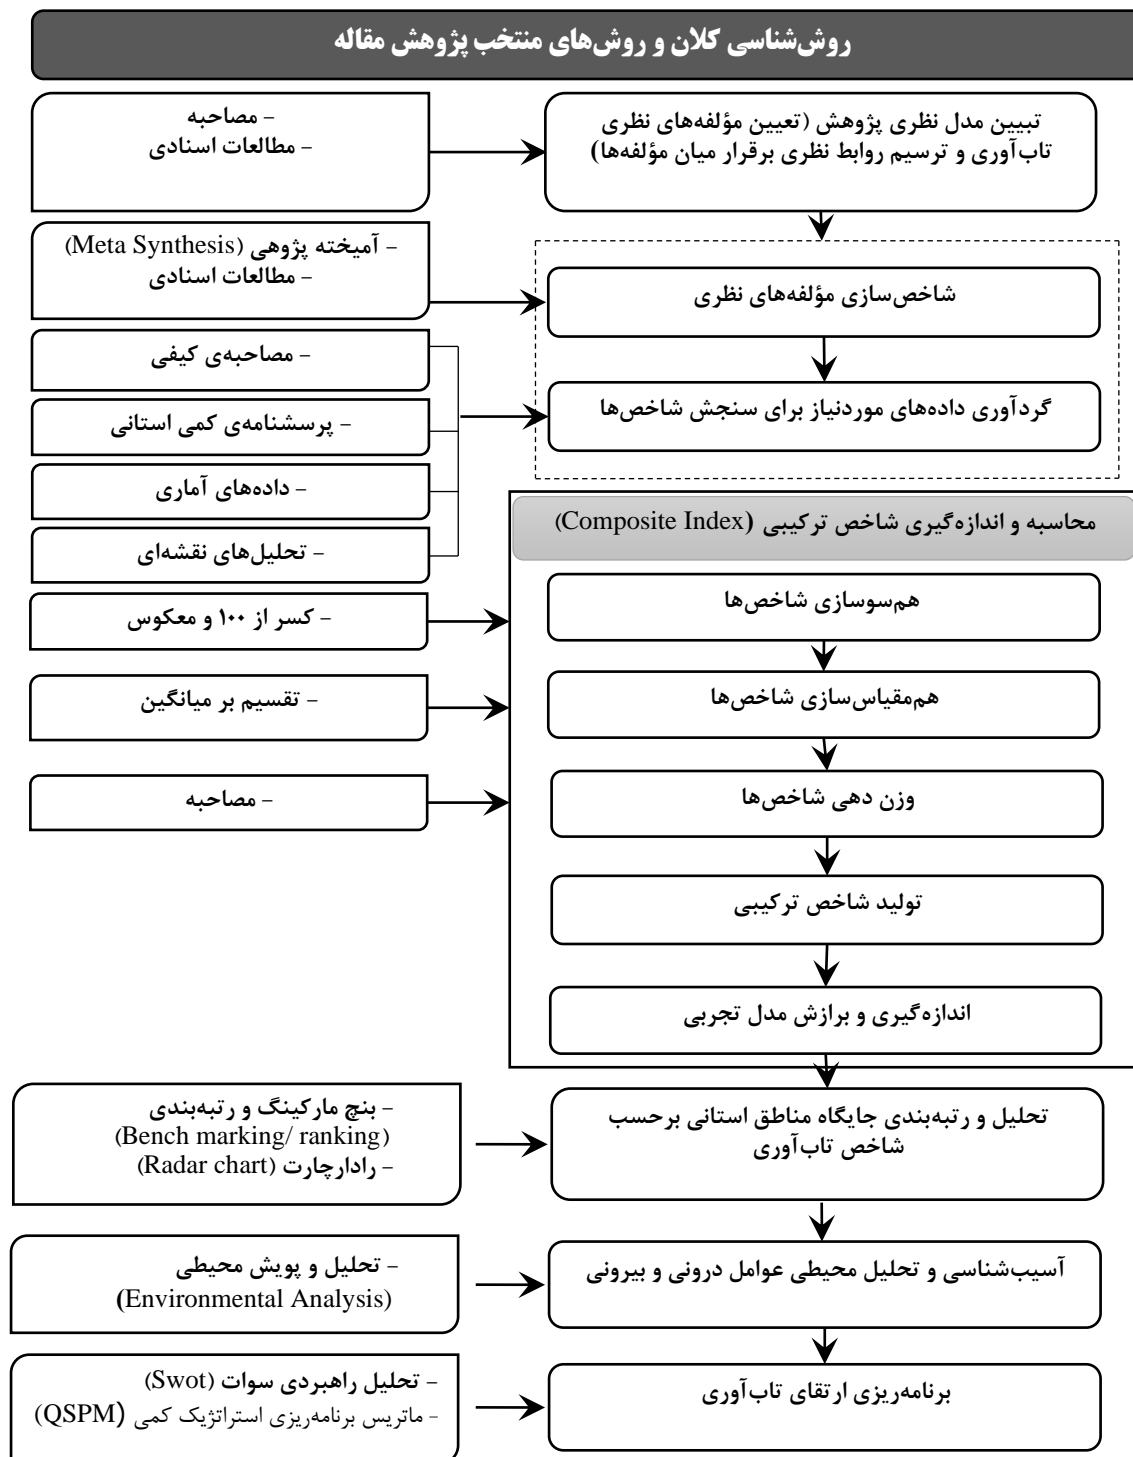 روش‌شناسی کلان و روش‌های منتخب پژوهش مقاله
تبیین مدل نظری پژوهش (تعیین مؤلفه‌های نظری
تاب‌آوری و ترسیم روابط نظری برقرار میان مؤلفه‌ها)
- مصاحبه
- مطالعات اسنادی
- آمیخته پژوهی (Meta Synthesis)
- مطالعات اسنادی
شاخص‌سازی مؤلفه‌های نظری
- مصاحبه‌ی کیفی
گردآوری داده‌های موردنیاز برای سنجش شاخص‌ها
- پرسشنامه‌ی کمی استانی
- داده‌های آماری
- تحلیل‌های نقشه‌ای
محاسبه و اندازه‌گیری شاخص ترکیبی (Composite Index)
هم‌سوسازی شاخص‌ها
- کسر از ۱۰۰ و معکوس
هم‌مقیاس‌سازی شاخص‌ها
- تقسیم بر میانگین
وزن دهی شاخص‌ها
- مصاحبه
تولید شاخص ترکیبی
اندازه‌گیری و برازش مدل تجربی
تحلیل و رتبه‌بندی جایگاه مناطق استانی برحسب
شاخص تاب‌آوری
- بنچ مارکینگ و رتبه‌بندی
(Bench marking/ ranking)
- رادارچارت (Radar chart)
آسیب‌شناسی و تحلیل محیطی عوامل درونی و بیرونی
- تحلیل و پویش محیطی
(Environmental Analysis)
برنامه‌ریزی ارتقای تاب‌آوری
- تحلیل راهبردی سوات (Swot)
- ماتریس برنامه‌ریزی استراتژیک کمی (QSPM)